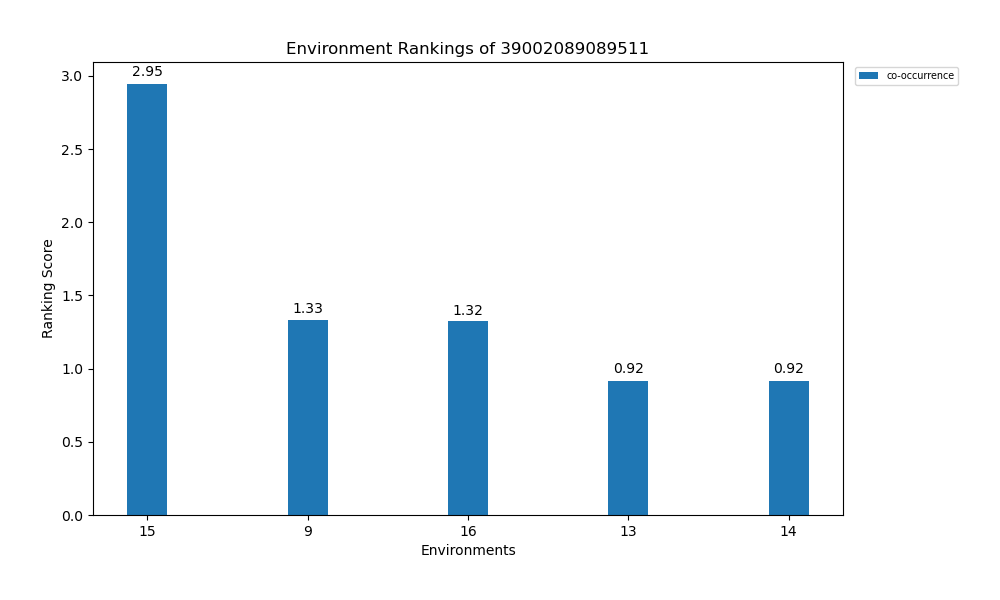 Environment Rankings of 39002089089511
co-occurrence
Ranking Score
3.0
2.5
2.0
1.5
1.0
0.5
0.0
2.95
1.33
1.32
0.92
0.92
15 9 16 13 14
Environments